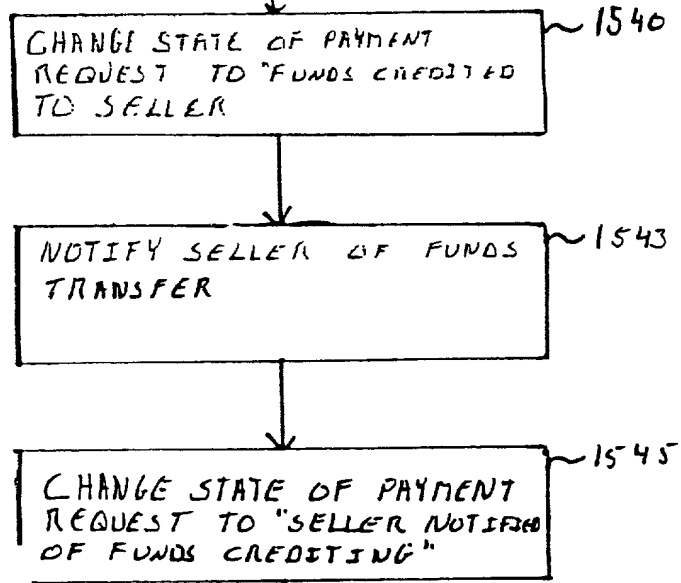 1540
CHANGE STATE OF PAYMENT
REQUEST TO "FUNDS CREDITED
TO SELLER
1543
NOTIFY SELLER OF FUNDS
TRANSFER
1545
CHANGE STATE OF PAYMENT
REQUEST TO "SELLER NOTIFIED
OF FUNDS CREDITING"